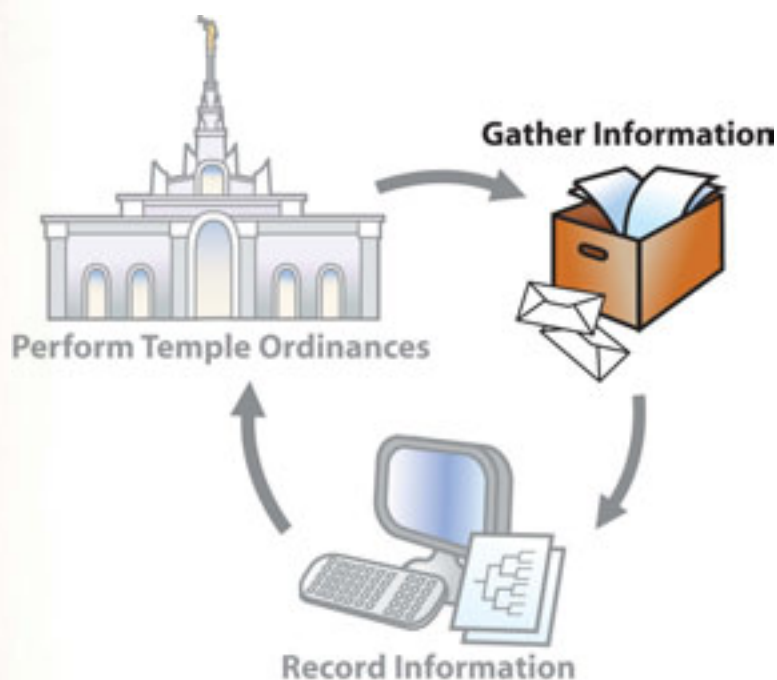 Gather Information
Perform Temple Ordinances
Record Information